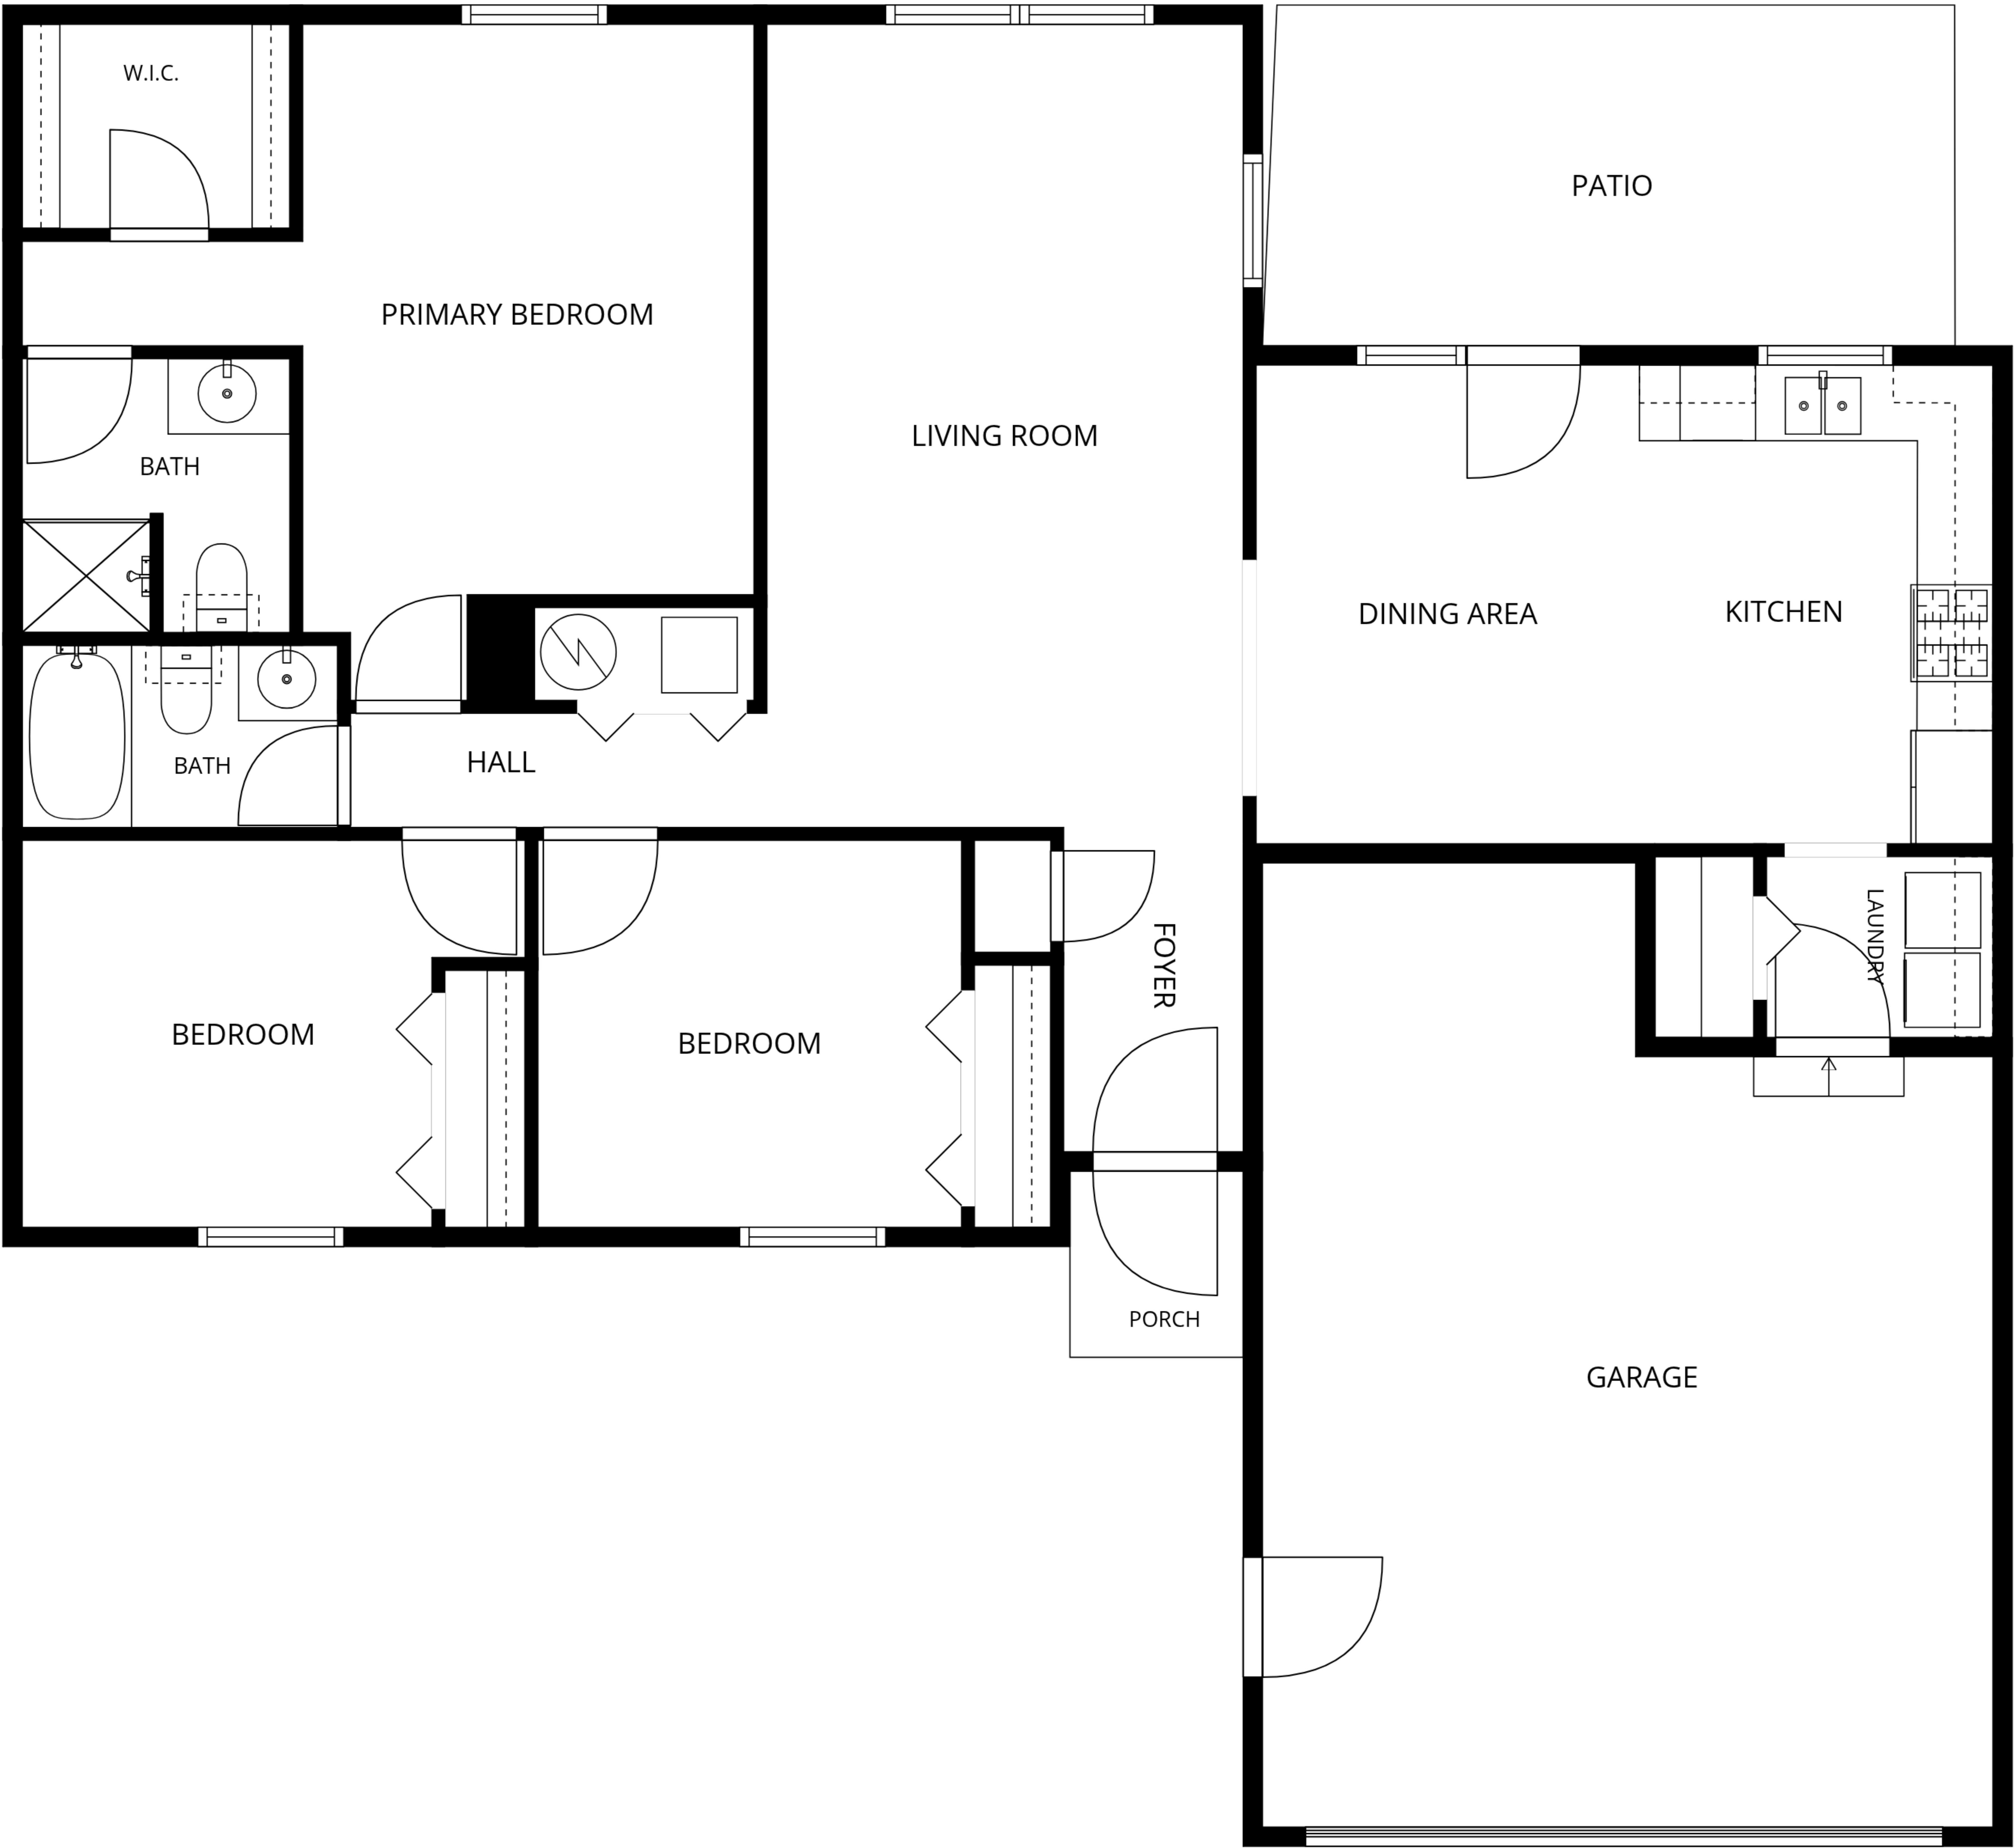 W.I.C.
PATIO
PRIMARY BEDROOM
LIVING ROOM
BATH
DINING AREA
KITCHEN
HALL
BATH
LAUNDRY
FOYER
BEDROOM
BEDROOM
PORCH
GARAGE